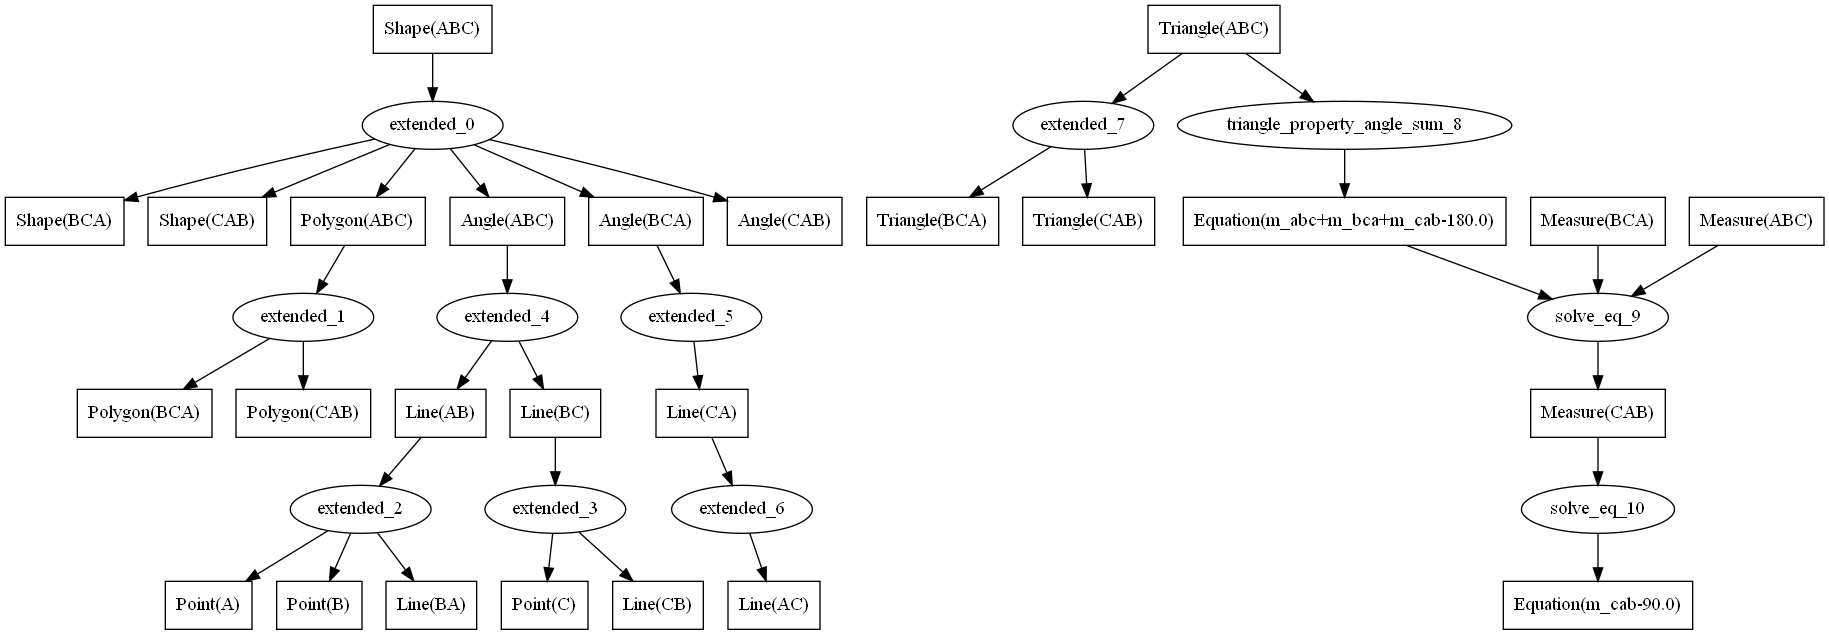 Shape(ABC)
Triangle(ABC)
extended_0
extended_7
triangle_property_angle_sum_8
Shape(BCA)
Shape(CAB)
Polygon(ABC)
Angle(ABC)
Angle(BCA)
Angle(CAB)
Triangle(BCA)
Triangle(CAB)
Equation(m_abc+m_bca+m_cab-180.0)
Measure(BCA)
Measure(ABC)
extended_1
extended_4
extended_5
solve_eq_9
Polygon(BCA)
Polygon(CAB)
Line(AB)
Line(BC)
Line(CA)
Measure(CAB)
extended_2
extended_3
extended_6
solve_eq_10
Point(A)
Point(B)
Line(BA)
Point(C)
Line(CB)
Line(AC)
Equation(m_cab-90.0)